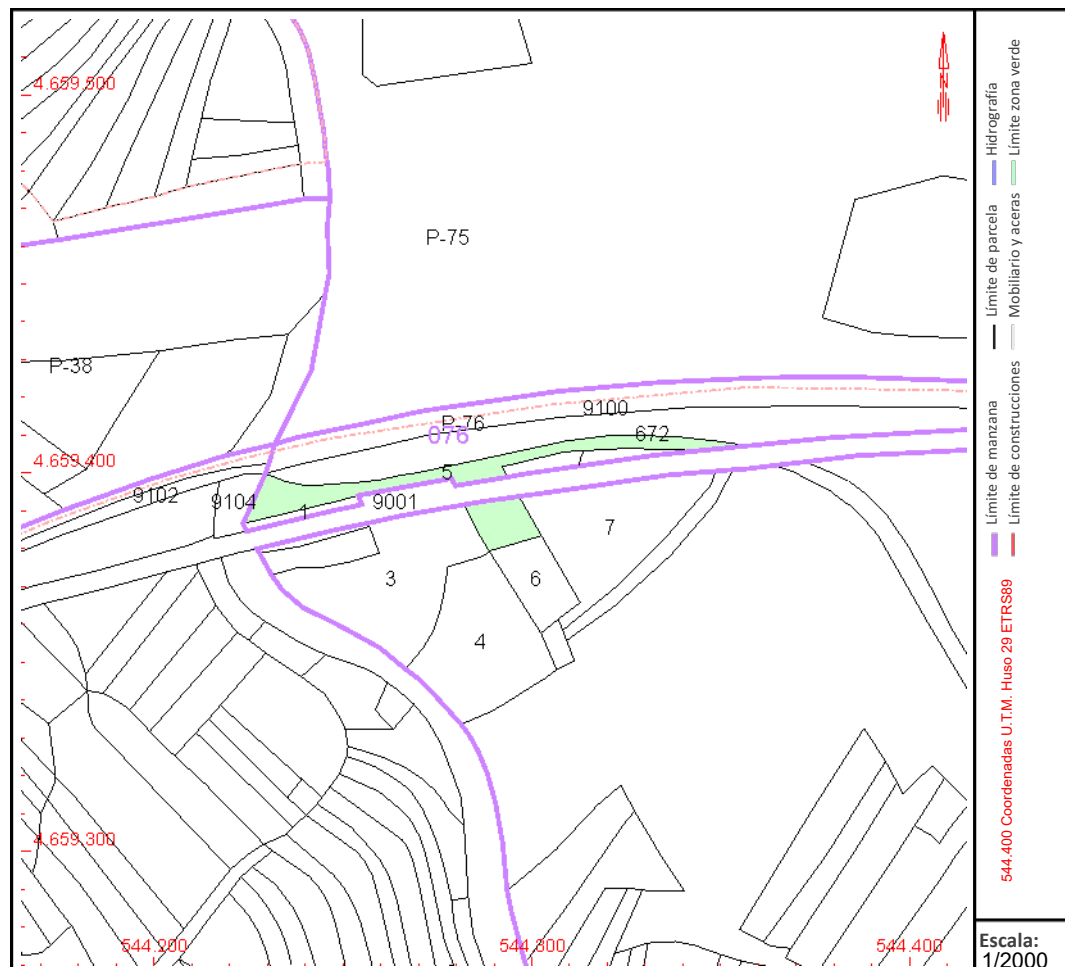 4.659.500
P-75
P-38
9100
P-76
076
672
4.659.400
5
9102
9104
1
9001
7
3
6
4
4.659.300
544.200
544.300
544.400
N
Hidrografía
Límite zona verde
Límite de parcela
Mobiliario y aceras
Límite de manzana
Límite de construcciones
544.400 Coordenadas U.T.M. Huso 29 ETRS89
Escala:
1/2000